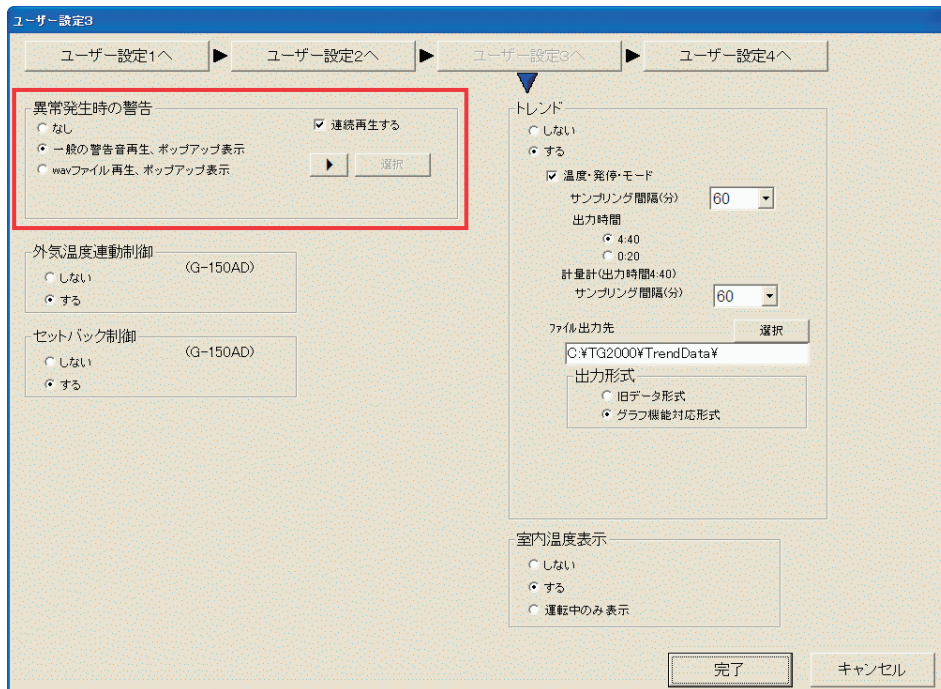 ユーザー設定3
ユーザー設定1へ
ユーザー設定2へ
ユーザー設定3へ
ユーザー設定4へ
異常発生時の警告
なし
連続再生する
一般の警告音再生、ポップアップ表示
wavファイル再生、ポップアップ表示
選択
外気温度連動制御
(G-150AD)
しない
する
セットバック制御
(G-150AD)
しない
する
トレンド
しない
する
温度・発停・モード
サンプリング間隔(分)
60
出力時間
4:40
0:20
計量計(出力時間4:40)
サンプリング間隔(分)
60
ファイル出力先
選択
C:¥TG2000¥TrendData¥
出力形式
旧データ形式
グラフ機能対応形式
室内温度表示
しない
する
運転中のみ表示
完了
キャンセル